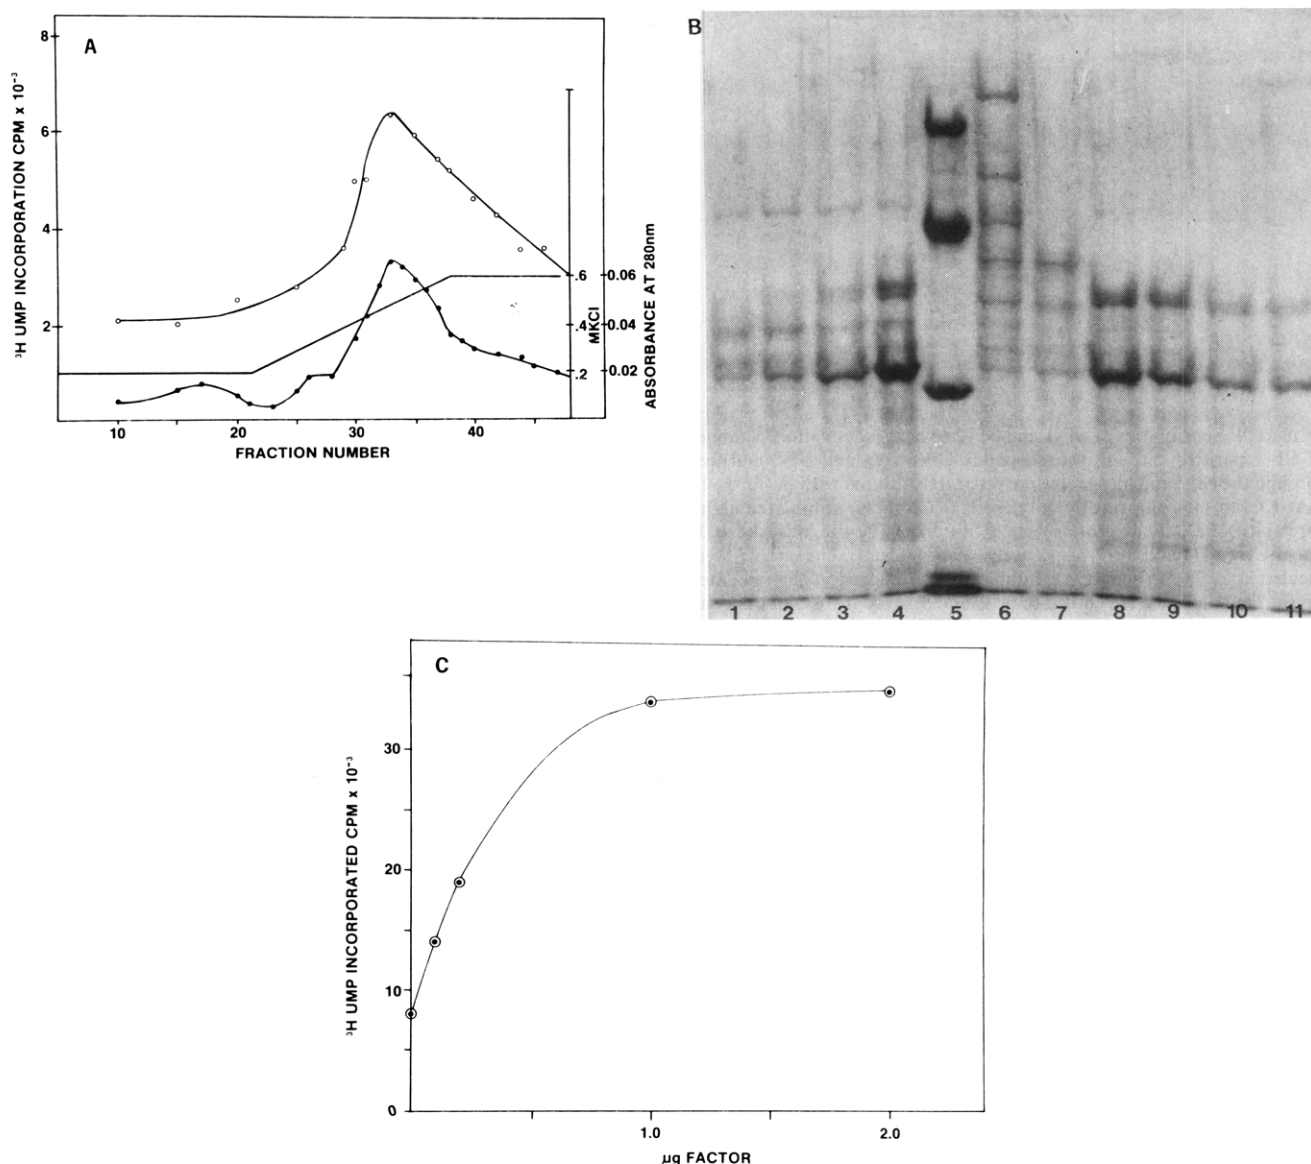 A
³H UMP INCORPORATION CPM x 10⁻³
8
6
4
2
10
20
30
40
FRACTION NUMBER
.6
.4
.2
MKCl
0.06
0.04
0.02
ABSORBANCE AT 280nm
B
1 2 3 4 5 6 7 8 9 10 11
C
³H UMP INCORPORATED CPM x 10⁻³
30
20
10
0
1.0
2.0
µg FACTOR